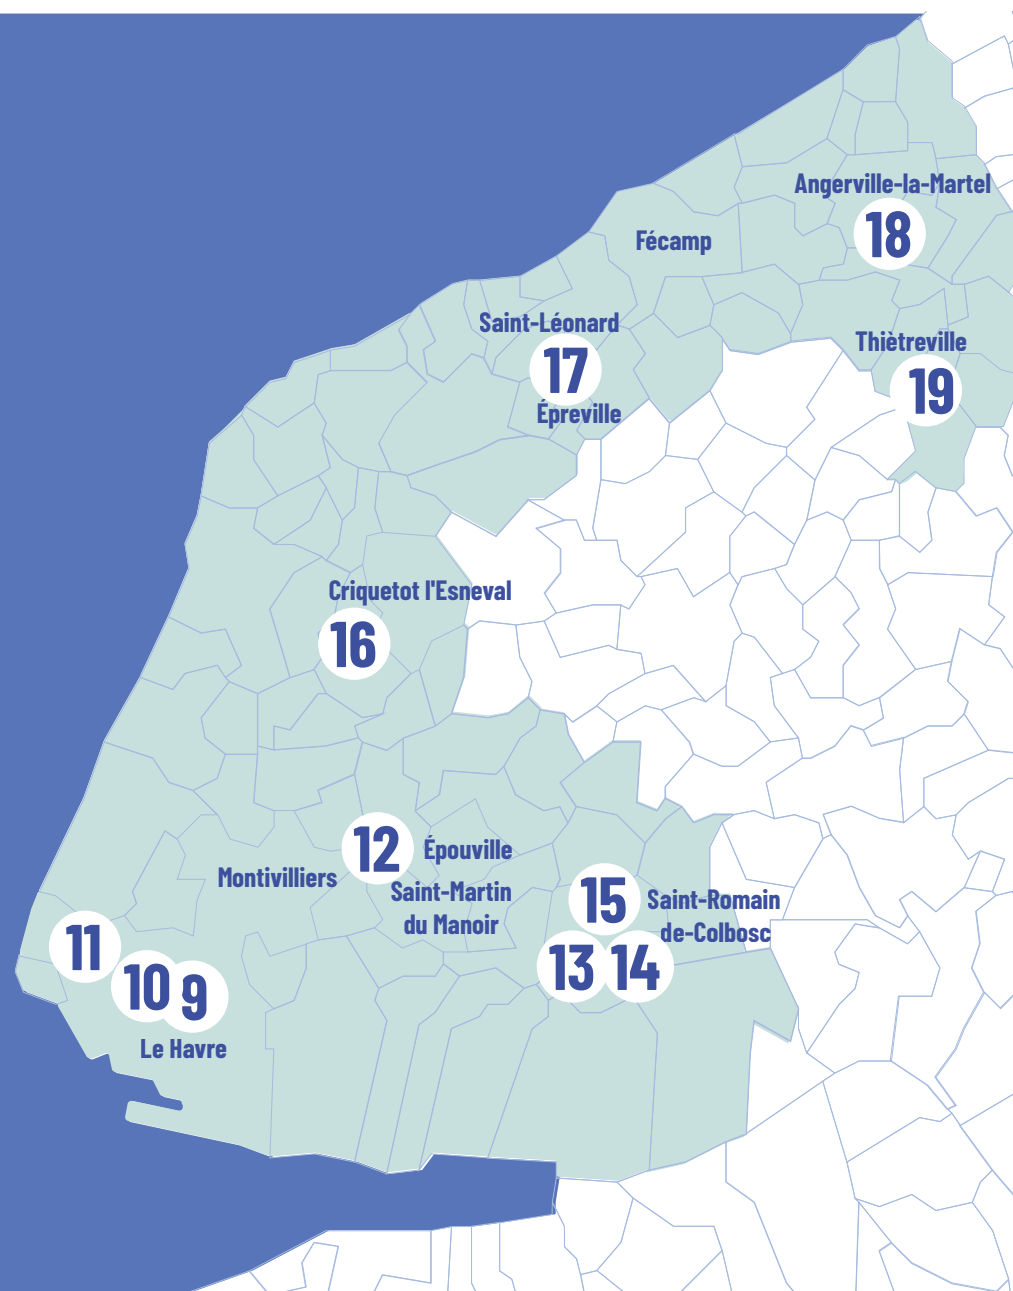 Angerville-la-Martel
18
Fécamp
Saint-Léonard
17
Épreville
Thiètreville
19
Criquetot l'Esneval
16
12
Épouville
Montivilliers
Saint-Martin
du Manoir
15
Saint-Romain
de-Colbosc
13
14
11
10
9
Le Havre